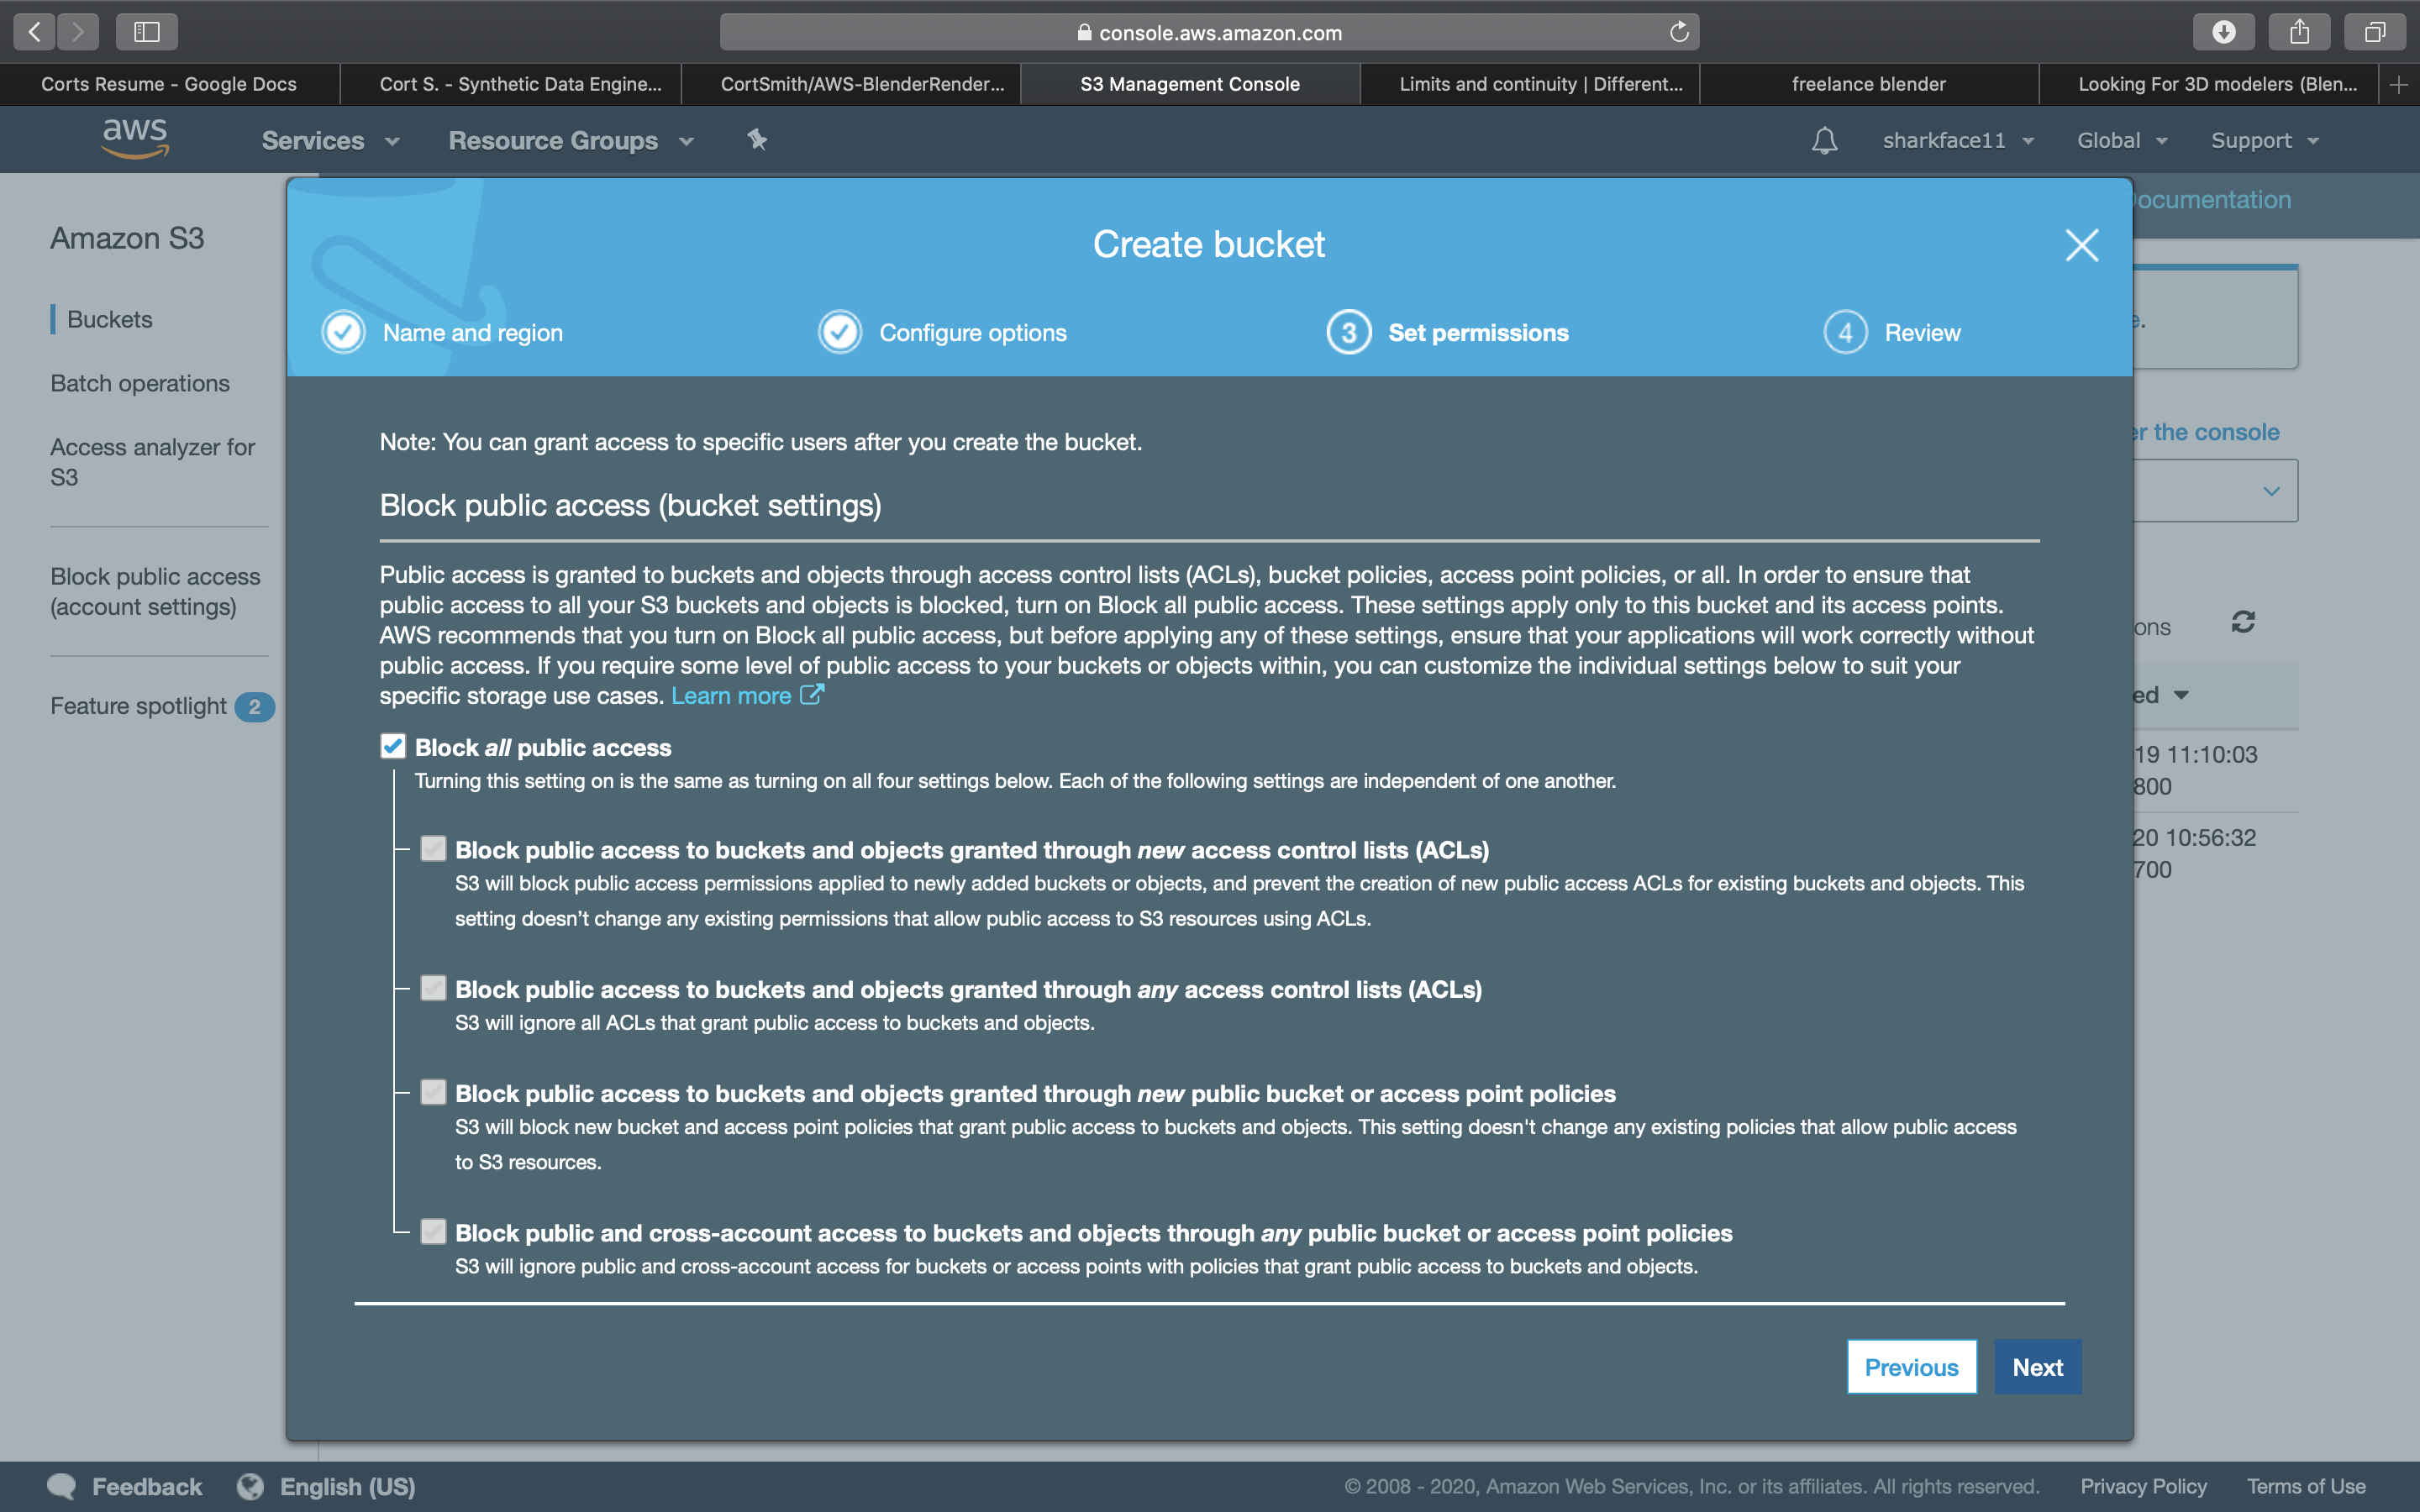 console.aws.amazon.com
Corts Resume - Google Docs
Cort S. - Synthetic Data Engine...
CortSmith/AWS-BlenderRender...
S3 Management Console
Limits and continuity | Different...
freelance blender
Looking For 3D modelers (Blen...
aws
Services
Resource Groups
sharkface11
Global
Support
Documentation
Amazon S3
Buckets
Batch operations
Access analyzer for
S3
Block public access
(account settings)
Feature spotlight 2
Create bucket
Name and region
Configure options
3 Set permissions
4 Review
Note: You can grant access to specific users after you create the bucket.
Block public access (bucket settings)
Public access is granted to buckets and objects through access control lists (ACLs), bucket policies, access point policies, or all. In order to ensure that
public access to all your S3 buckets and objects is blocked, turn on Block all public access. These settings apply only to this bucket and its access points.
AWS recommends that you turn on Block all public access, but before applying any of these settings, ensure that your applications will work correctly without
public access. If you require some level of public access to your buckets or objects within, you can customize the individual settings below to suit your
specific storage use cases. Learn more
Block all public access
Turning this setting on is the same as turning on all four settings below. Each of the following settings are independent of one another.
Block public access to buckets and objects granted through new access control lists (ACLs)
S3 will block public access permissions applied to newly added buckets or objects, and prevent the creation of new public access ACLs for existing buckets and objects. This
setting doesn’t change any existing permissions that allow public access to S3 resources using ACLs.
Block public access to buckets and objects granted through any access control lists (ACLs)
S3 will ignore all ACLs that grant public access to buckets and objects.
Block public access to buckets and objects granted through new public bucket or access point policies
S3 will block new bucket and access point policies that grant public access to buckets and objects. This setting doesn't change any existing policies that allow public access
to S3 resources.
Block public and cross-account access to buckets and objects through any public bucket or access point policies
S3 will ignore public and cross-account access for buckets or access points with policies that grant public access to buckets and objects.
Previous
Next
e.
er the console
ons
ed
19 11:10:03
800
20 10:56:32
700
Feedback
English (US)
© 2008 - 2020, Amazon Web Services, Inc. or its affiliates. All rights reserved.
Privacy Policy
Terms of Use